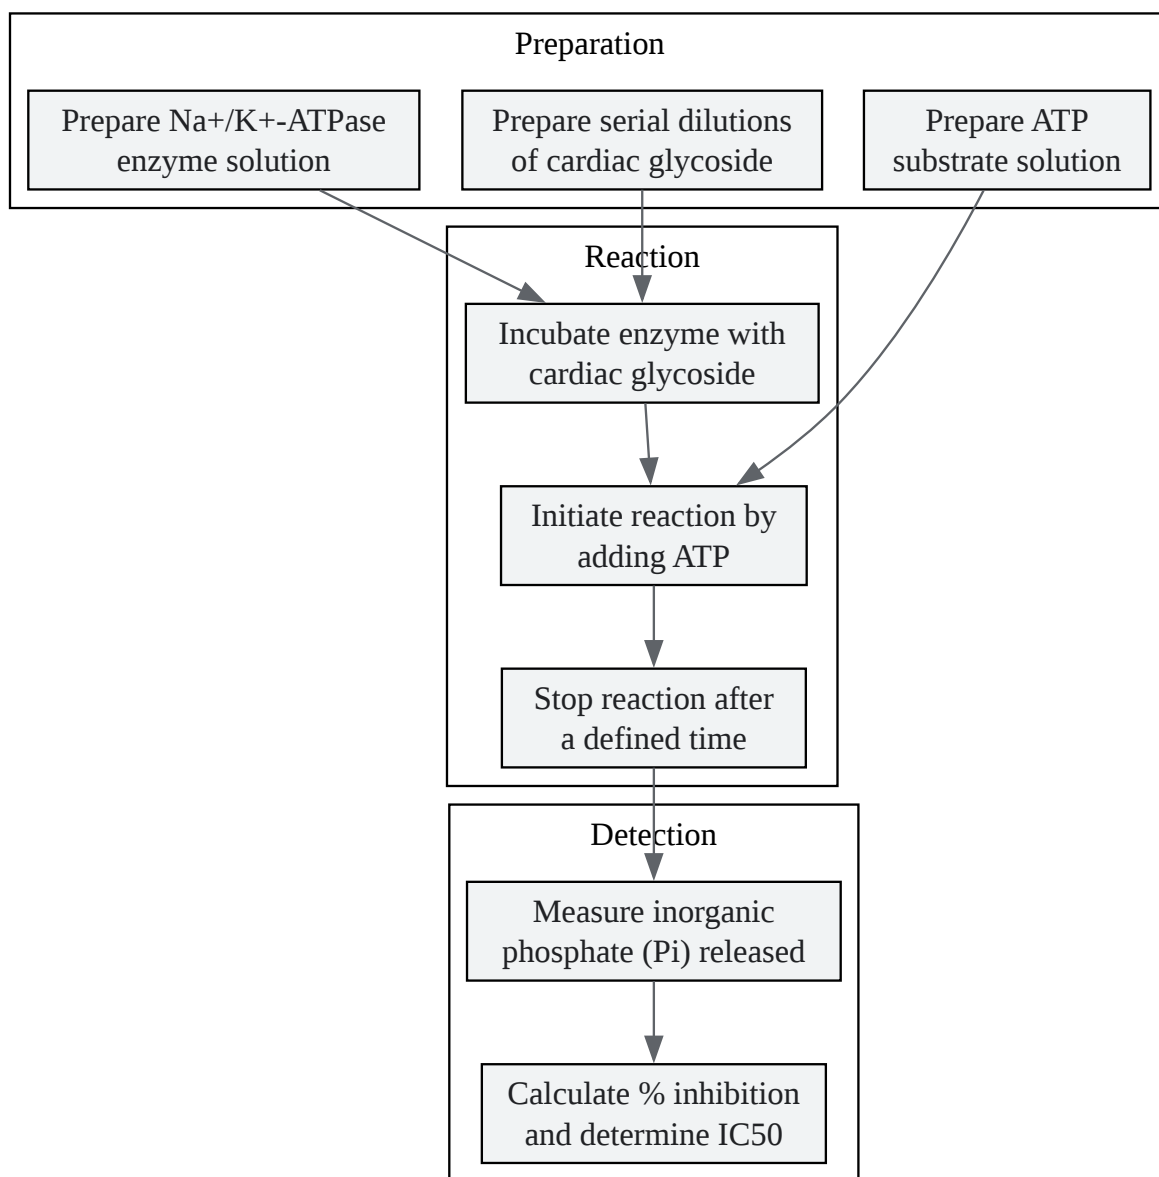 Preparation
Prepare Na+/K+-ATPase
enzyme solution
Prepare serial dilutions
of cardiac glycoside
Prepare ATP
substrate solution
Reaction
Incubate enzyme with
cardiac glycoside
Initiate reaction by
adding ATP
Stop reaction after
a defined time
Detection
Measure inorganic
phosphate (Pi) released
Calculate % inhibition
and determine IC50